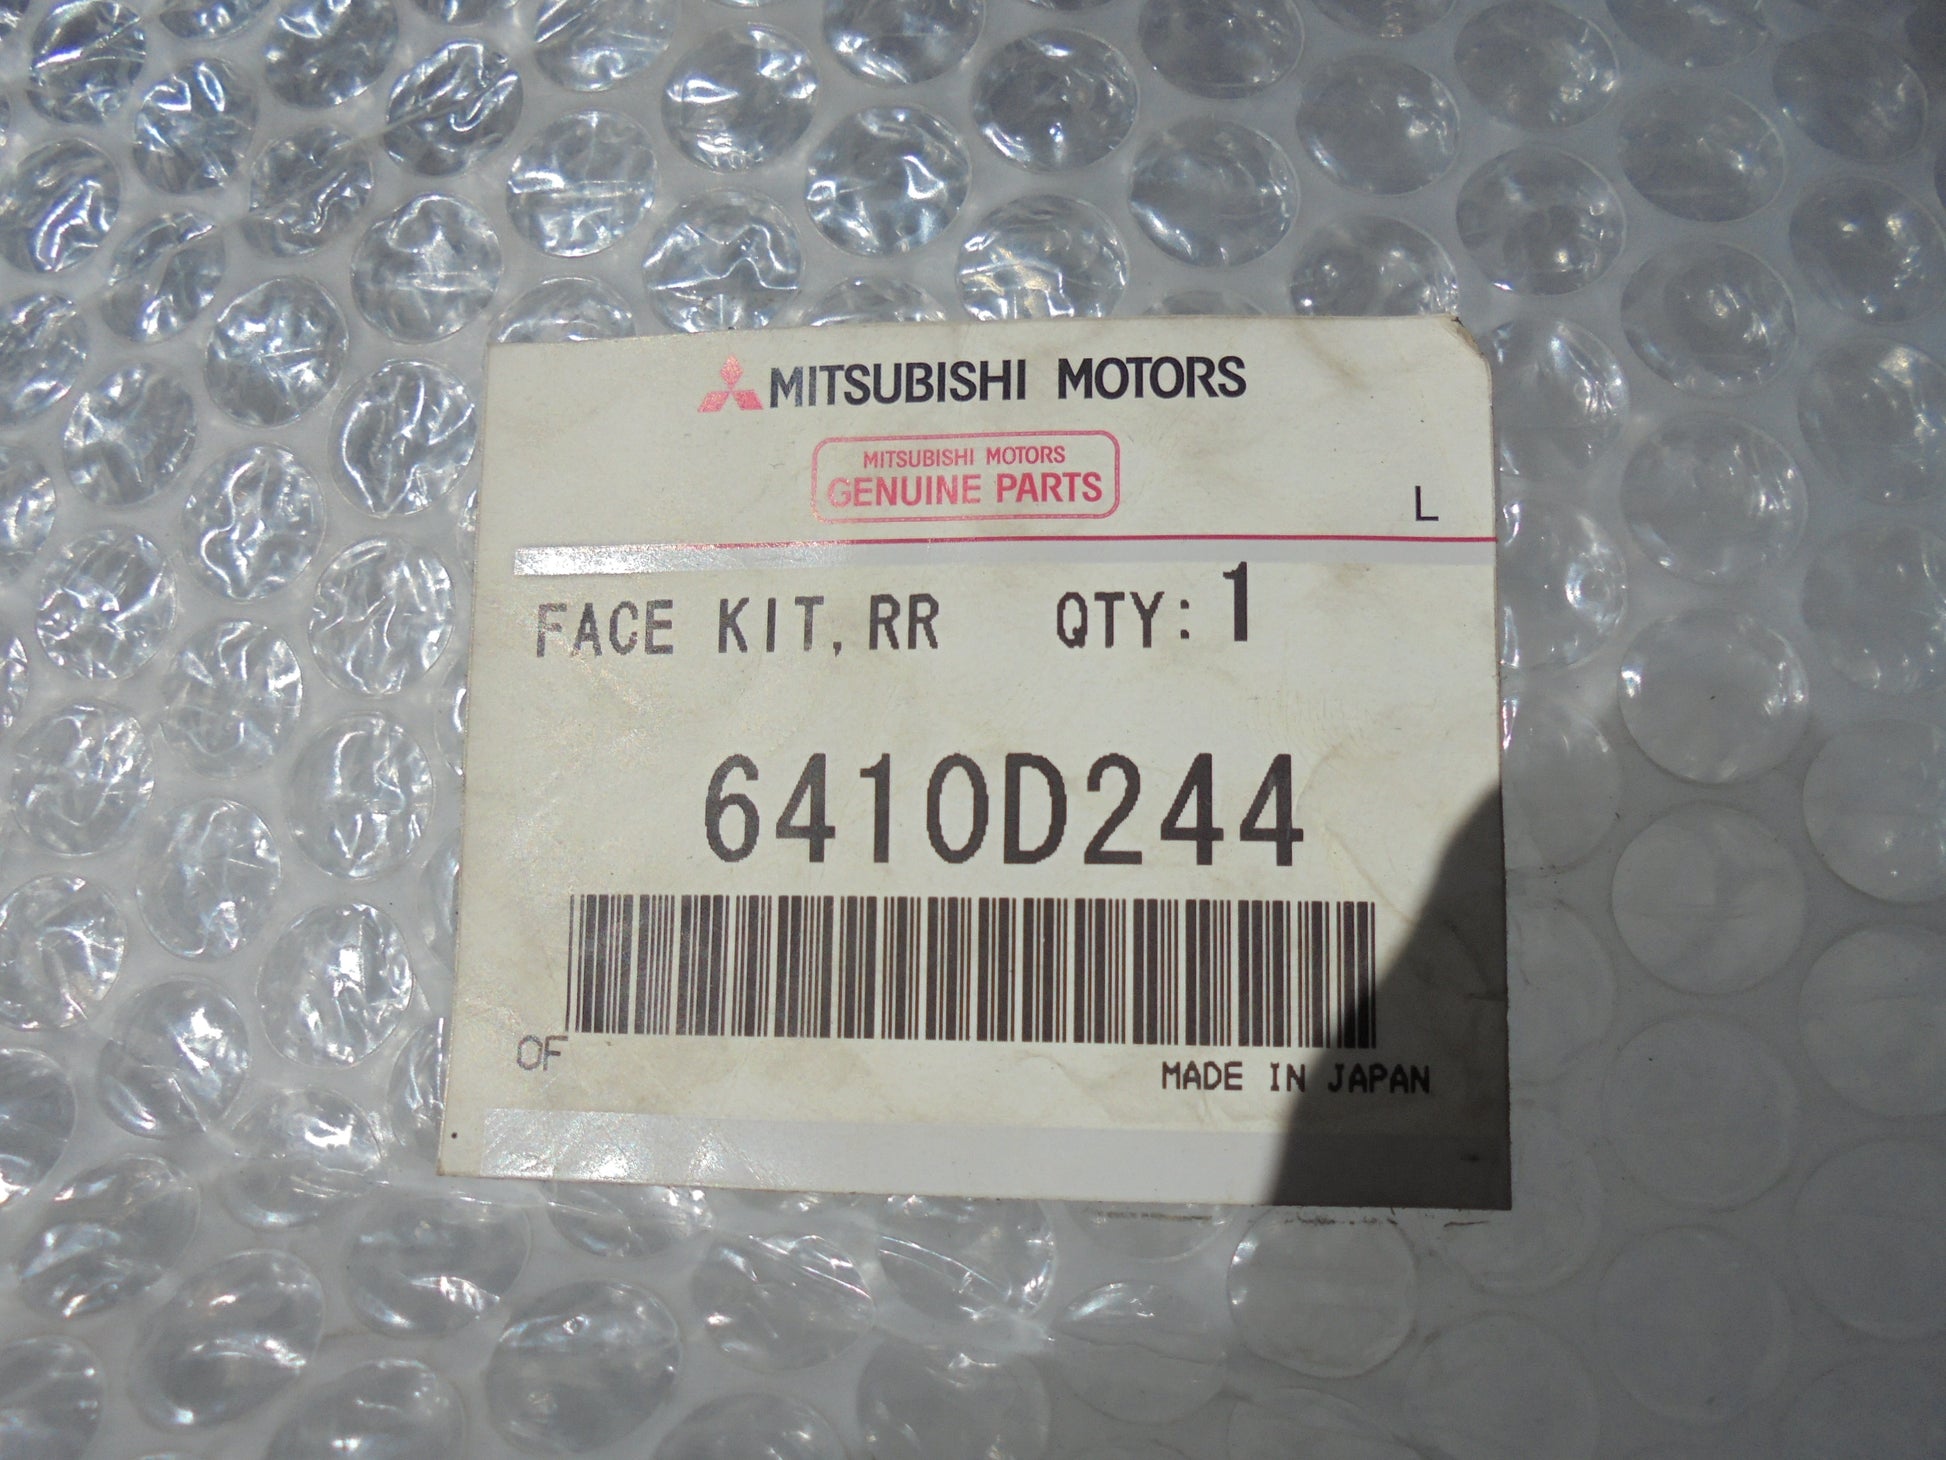 MITSUBISHI MOTORS
MITSUBISHI MOTORS
GENUINE PARTS
L
FACE KIT, RR QTY: 1
6410D244
OF
MADE IN JAPAN